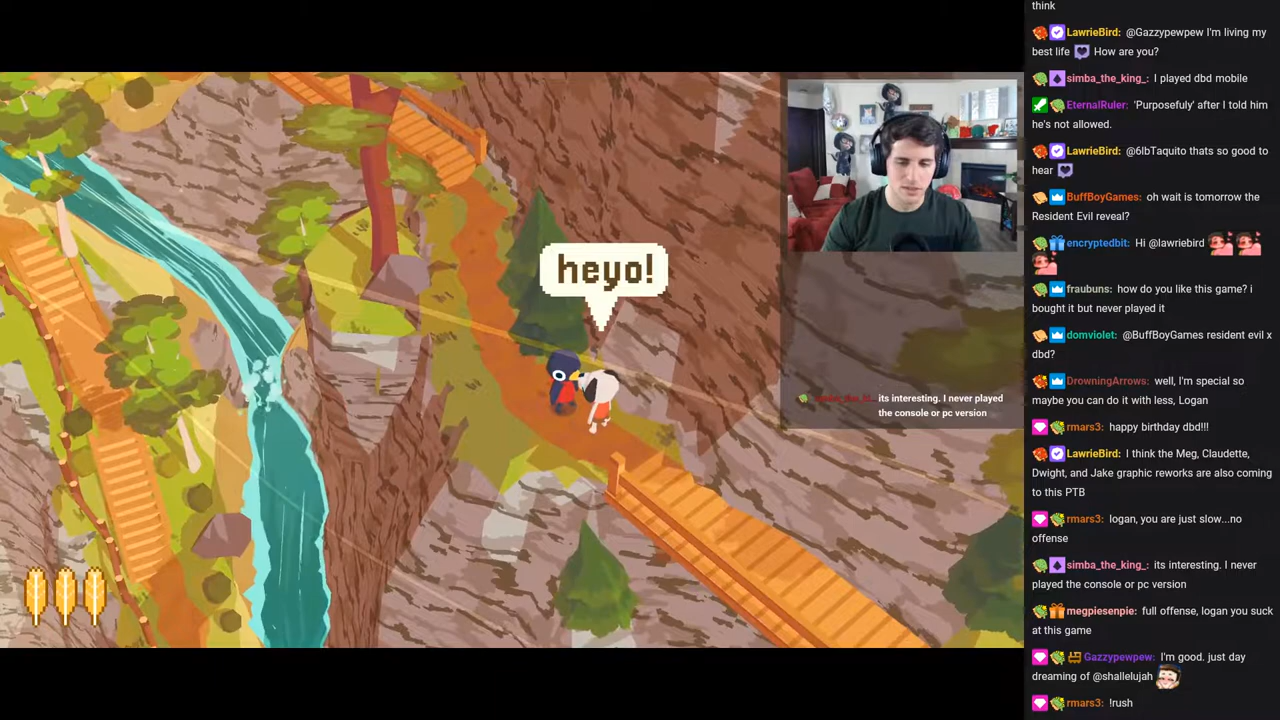 heyo!
its interesting. I never played
the console or pc version
think
LawrieBird: @Gazzypewpew I'm living my
best life How are you?
simba_the_king_: I played dbd mobile
EternalRuler: 'Purposefuly' after I told him
he's not allowed.
LawrieBird: @6lbTaquito thats so good to
hear
BuffBoyGames: oh wait is tomorrow the
Resident Evil reveal?
encryptedbit: Hi @lawriebird
fraubuns: how do you like this game? i
bought it but never played it
domviolet: @BuffBoyGames resident evil x
dbd?
DrowningArrows: well, I'm special so
maybe you can do it with less, Logan
rmars3: happy birthday dbd!!!
LawrieBird: I think the Meg, Claudette,
Dwight, and Jake graphic reworks are also coming
to this PTB
rmars3: logan, you are just slow...no
offense
simba_the_king_: its interesting. I never
played the console or pc version
megpiesenpie: full offense, logan you suck
at this game
Gazzypewpew: I'm good. just day
dreaming of @shallelujah
rmars3: !rush